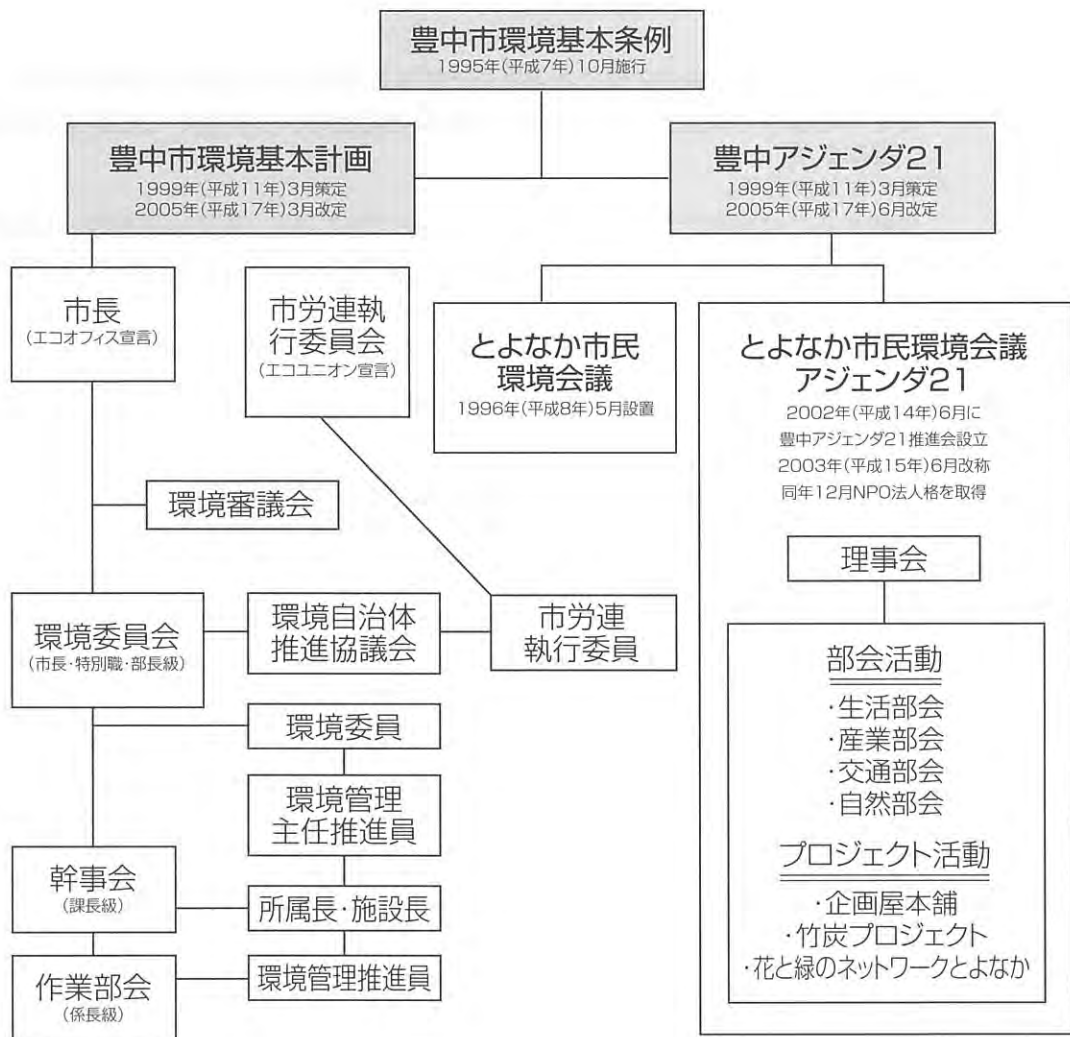 豊中市環境基本条例
1995年(平成7年)10月施行
豊中市環境基本計画
1999年(平成11年)3月策定
2005年(平成17年)3月改定
豊中アジェンダ21
1999年(平成11年)3月策定
2005年(平成17年)6月改定
市長
(エコオフィス宣言)
市労連執
行委員会
(エコユニオン宣言)
とよなか市民
環境会議
1996年(平成8年)5月設置
とよなか市民環境会議
アジェンダ21
2002年(平成14年)6月に
豊中アジェンダ21推進会設立
2003年(平成15年)6月改称
同年12月NPO法人格を取得
環境審議会
理事会
環境委員会
(市長・特別職・部長級)
環境自治体
推進協議会
市労連
執行委員
部会活動
・生活部会
・産業部会
・交通部会
・自然部会
環境委員
環境管理
主任推進員
プロジェクト活動
・企画屋本舗
・竹炭プロジェクト
・花と緑のネットワークとよなか
幹事会
(課長級)
所属長・施設長
作業部会
(係長級)
環境管理推進員